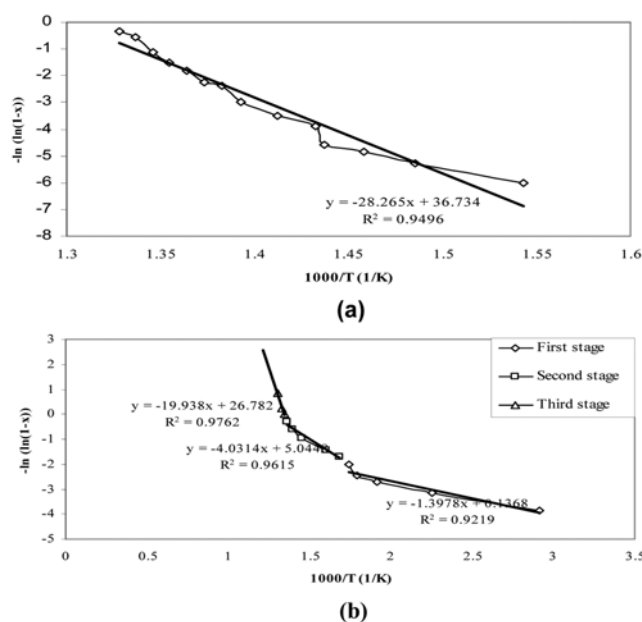 0
-1
-2
-3
-4
-5
-6
-7
-8
-ln (ln(1-x))
y = -28.265x + 36.734
R² = 0.9496
1.3 1.35 1.4 1.45 1.5 1.55 1.6
1000/T (1/K)
(a)
3
2
1
0
-1
-2
-3
-4
-5
-ln (ln(1-x))
First stage
Second stage
Third stage
y = -19.938x + 26.782
R² = 0.9762
y = -4.0314x + 5.044
R² = 0.9615
y = -1.3978x + 0.1368
R² = 0.9219
0 0.5 1 1.5 2 2.5 3 3.5
1000/T (1/K)
(b)